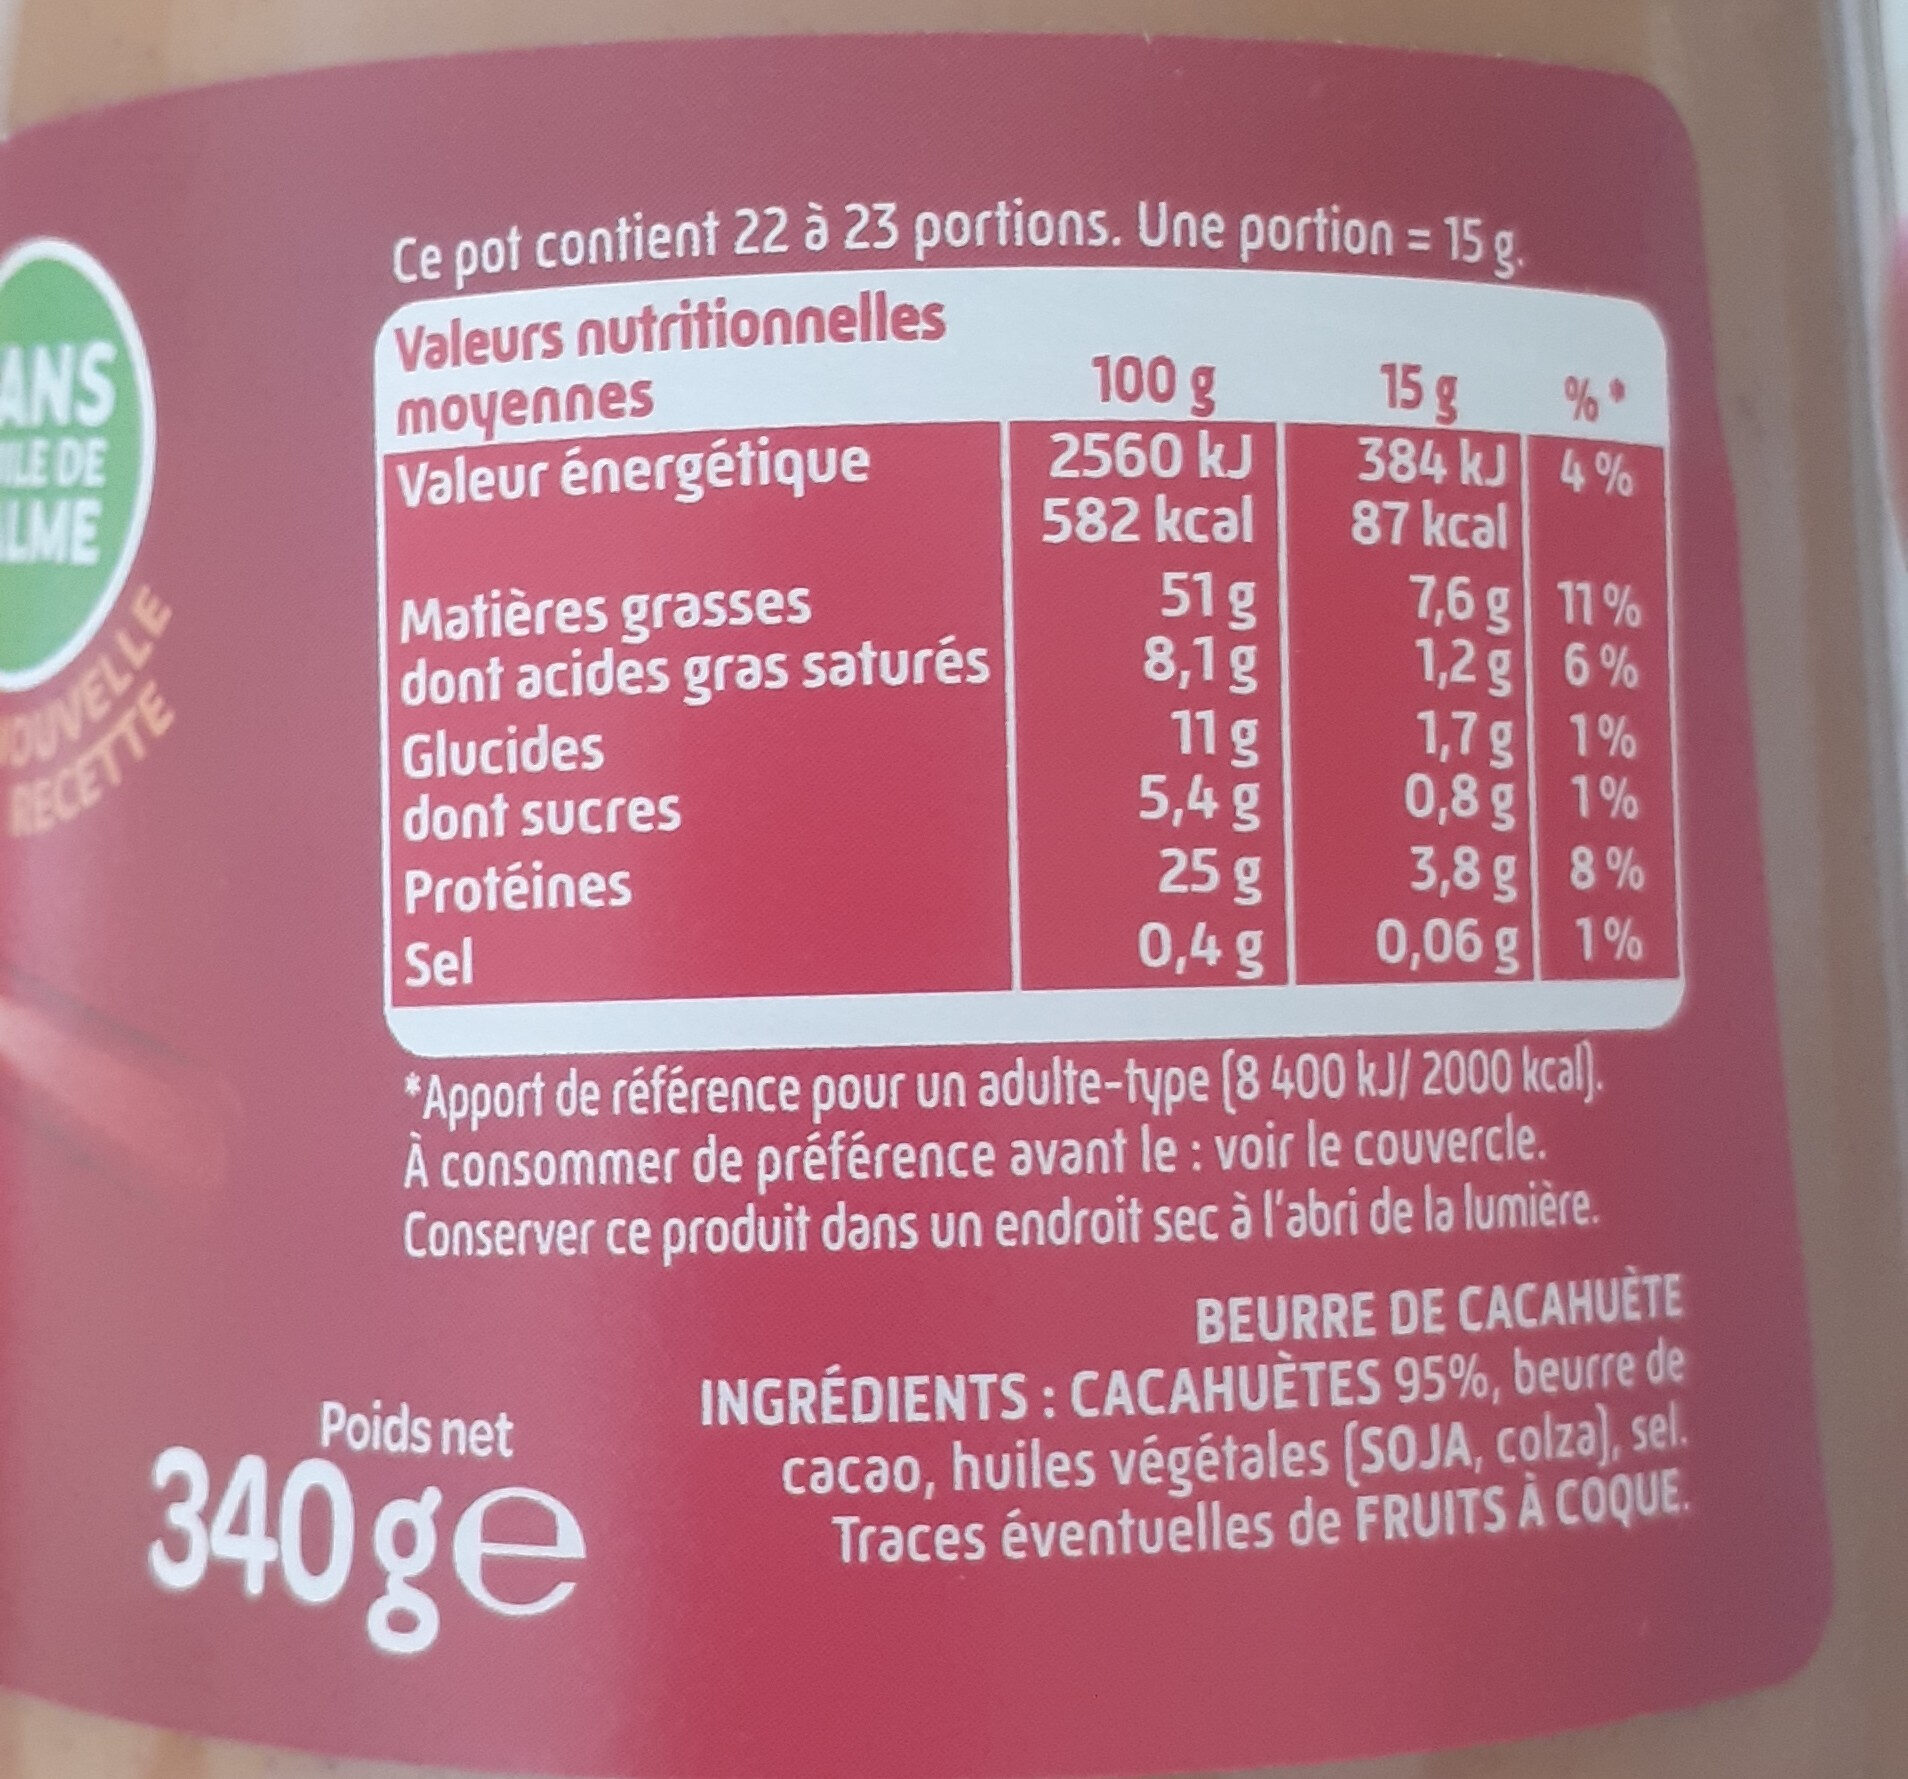 Ce pot contient 22 à 23 portions. Une portion = 15 g.
Valeurs nutritionnelles
moyennes 100 g 15 g %*
Valeur énergétique 2560 kJ 384 kJ 4 %
582 kcal 87 kcal
Matières grasses 51 g 7,6 g 11 %
dont acides gras saturés 8,1 g 1,2 g 6 %
Glucides 11 g 1,7 g 1 %
dont sucres 5,4 g 0,8 g 1 %
Protéines 25 g 3,8 g 8 %
Sel 0,4 g 0,06 g 1 %
*Apport de référence pour un adulte-type (8 400 kJ/ 2000 kcal).
À consommer de préférence avant le : voir le couvercle.
Conserver ce produit dans un endroit sec à l'abri de la lumière.
BEURRE DE CACAHUÈTE
INGRÉDIENTS : CACAHUÈTES 95%, beurre de
cacao, huiles végétales (SOJA, colza), sel.
Traces éventuelles de FRUITS À COQUE.
Poids net
340 g e
ANS
ILE DE
ALME
OUVELLE
RECETTE